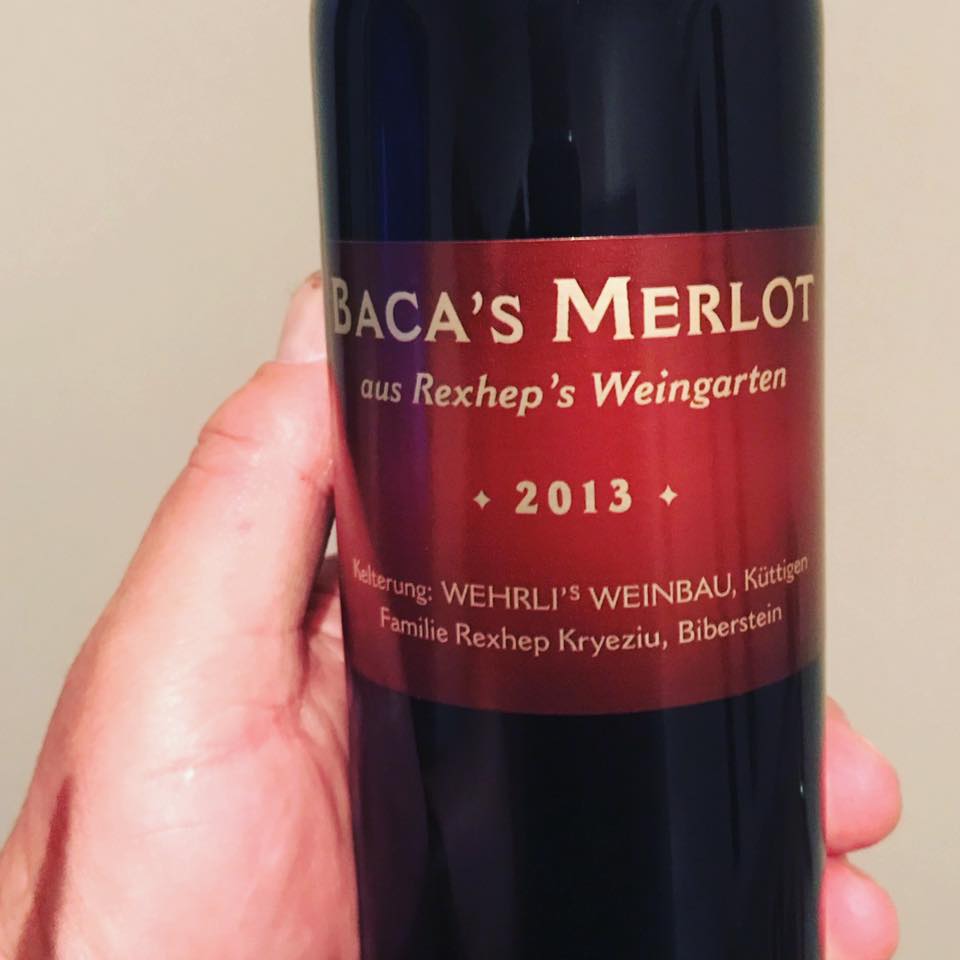 BACA'S MERLOT
aus Rexhep's Weingarten
✦ 2013 ✦
Kelterung: WEHRLI'S WEINBAU, Küttigen
Familie Rexhep Kryeziu, Biberstein